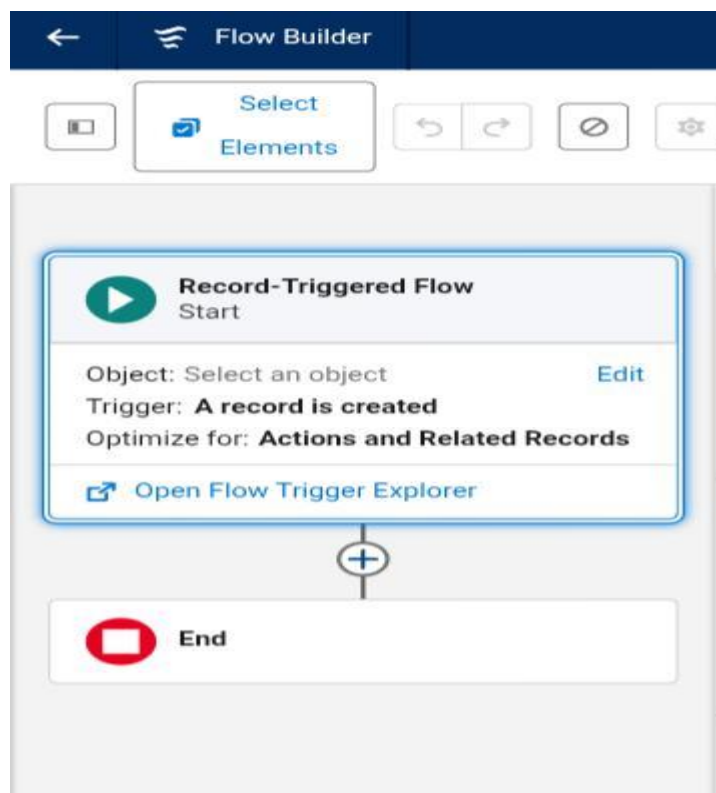 Flow Builder
Select
Elements
Record-Triggered Flow
Start
Object: Select an object Edit
Trigger: A record is created
Optimize for: Actions and Related Records
Open Flow Trigger Explorer
End